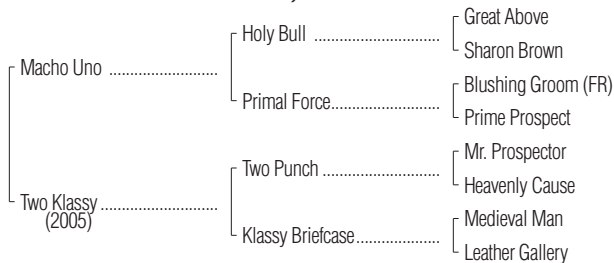 Great Above
Holy Bull
Sharon Brown
Macho Uno
Blushing Groom (FR)
Primal Force
Prime Prospect
Mr. Prospector
Two Punch
Heavenly Cause
Two Klassy
(2005)
Medieval Man
Klassy Briefcase
Leather Gallery